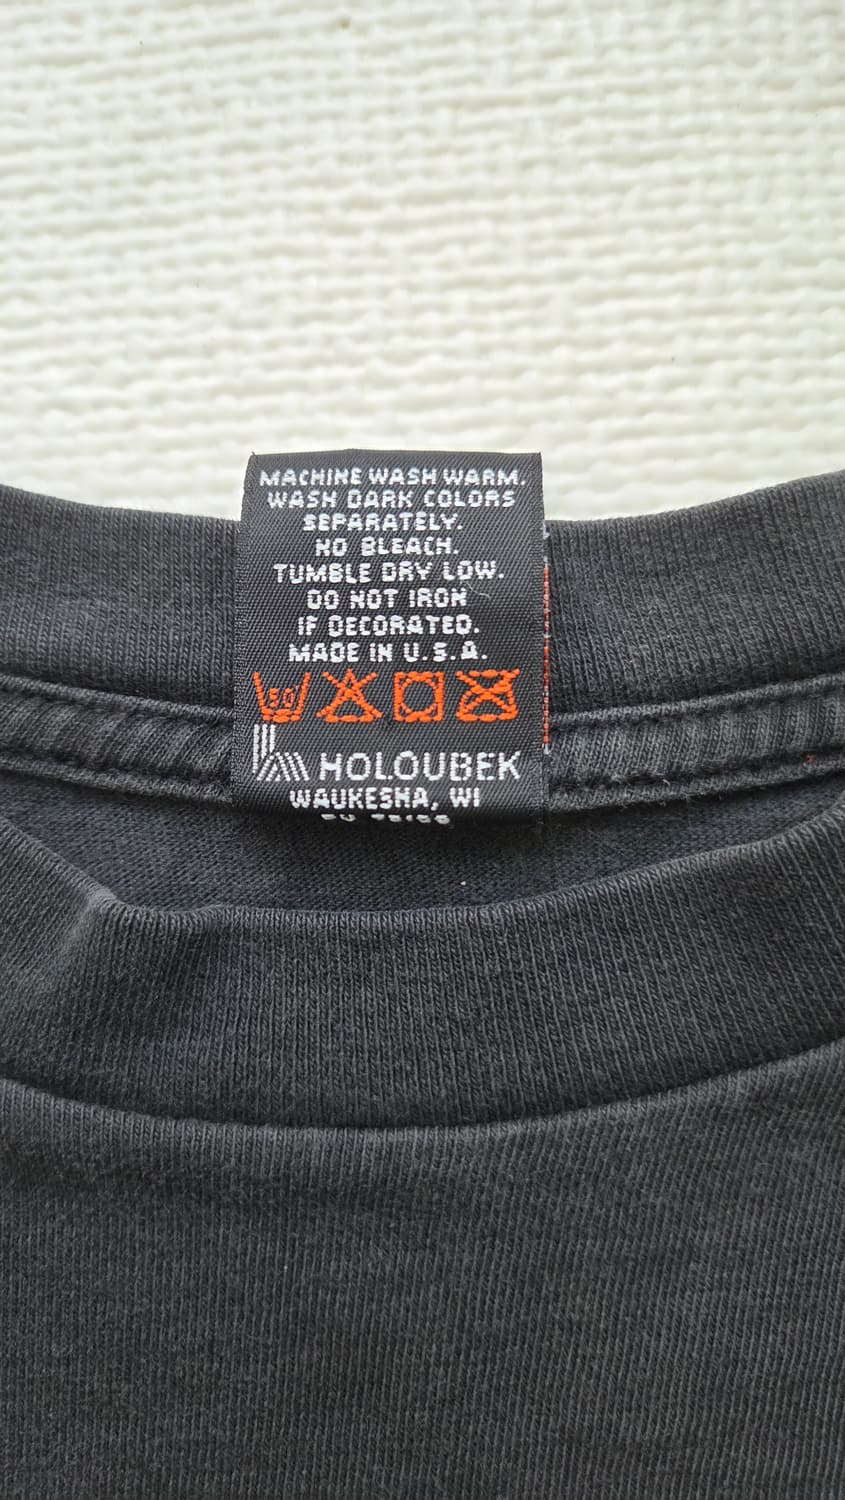 MACHINE WASH WARM.
WASH DARK COLORS
SEPARATELY.
NO BLEACH.
TUMBLE DRY LOW.
DO NOT IRON
IF DECORATED.
MADE IN U.S.A.
50
HOLOUBEK
WAUKESHA, WI